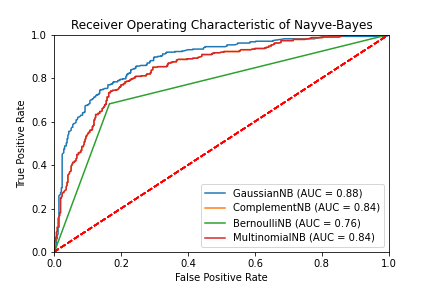 Receiver Operating Characteristic of Nayve-Bayes
1.0
0.8
0.6
0.4
0.2
0.0
True Positive Rate
GaussianNB (AUC = 0.88)
ComplementNB (AUC = 0.84)
BernoulliNB (AUC = 0.76)
MultinomialNB (AUC = 0.84)
0.0 0.2 0.4 0.6 0.8 1.0
False Positive Rate